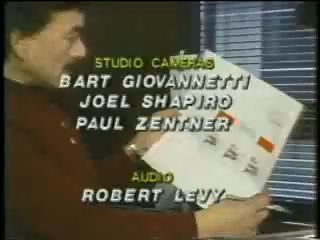 STUDIO CAMERAS
BART GIOVANNETTI
JOEL SHAPIRO
PAUL ZENTNER
AUDIO
ROBERT LEVY